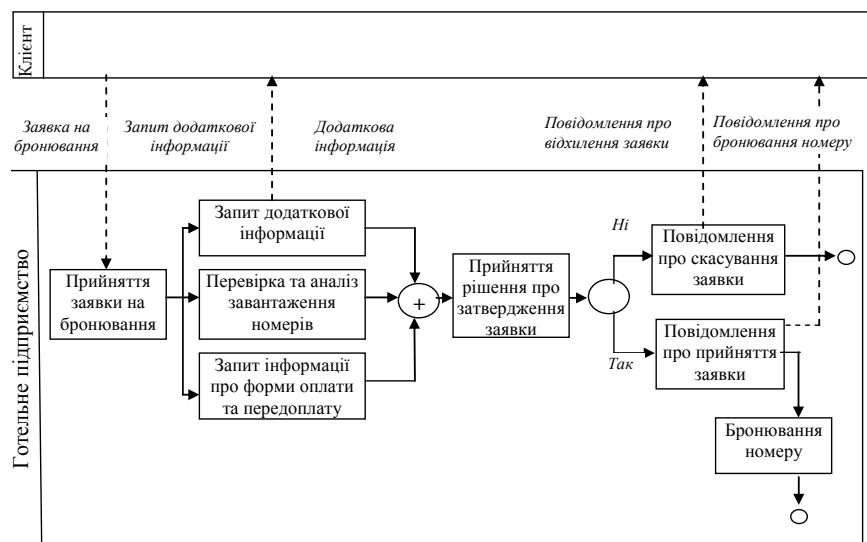 Клієнт
Заявка на
бронювання
Запит додаткової
інформації
Додаткова
інформація
Повідомлення про
відхилення заявки
Повідомлення про
бронювання номеру
Готельне підприємство
Прийняття
заявки на
бронювання
Запит додаткової
інформації
Перевірка та аналіз
завантаження
номерів
Запит інформації
про форми оплати
та передоплату
+
Прийняття
рішення про
затвердження
заявки
Ні
Так
Повідомлення
про скасування
заявки
Повідомлення
про прийняття
заявки
Бронювання
номеру